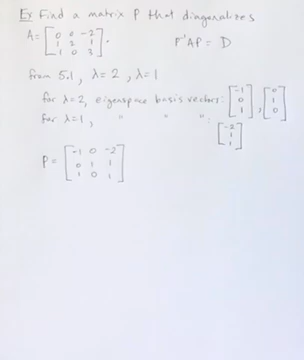 Ex Find a matrix P that diagonalizes
A = [0 0 -2
1 2 1
1 0 3]. P⁻¹AP = D
from 5.1, λ = 2, λ = 1
for λ=2, eigenspace basis vectors: [-1 0 1], [0 1 0]
for λ=1, " " ": [-2 1 1]
P = [-1 0 -2
0 1 1
1 0 1]